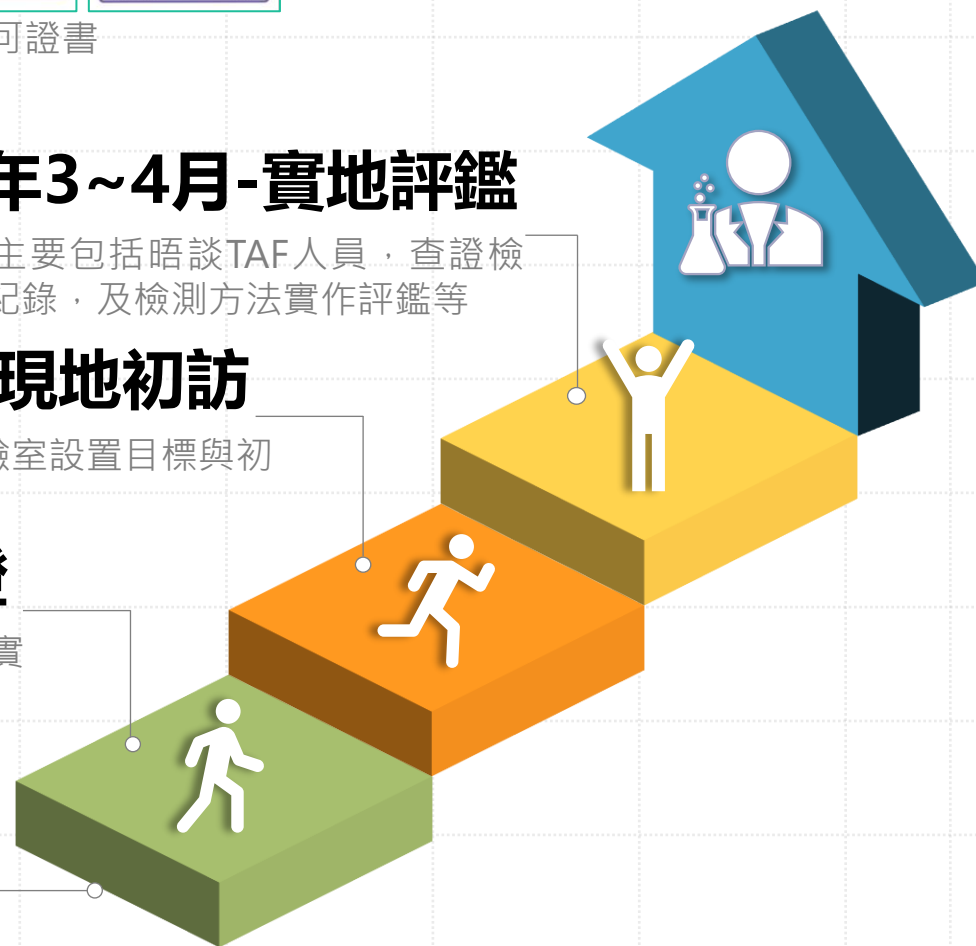 可證書
年3~4月-實地評鑑
主要包括晤談TAF人員，查證檢
紀錄，及檢測方法實作評鑑等
現地初訪
驗室設置目標與初
證
實